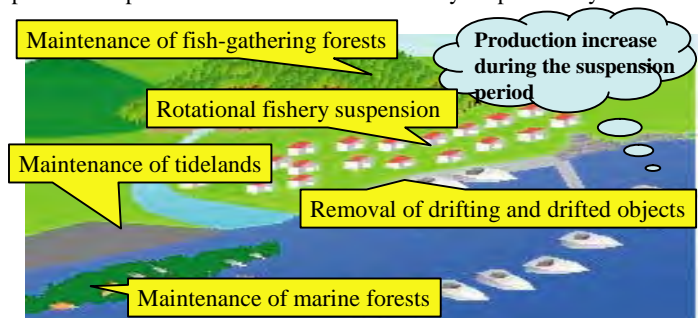 Maintenance of fish-gathering forests
Production increase
during the suspension
period
Rotational fishery suspension
Maintenance of tidelands
Removal of drifting and drifted objects
Maintenance of marine forests